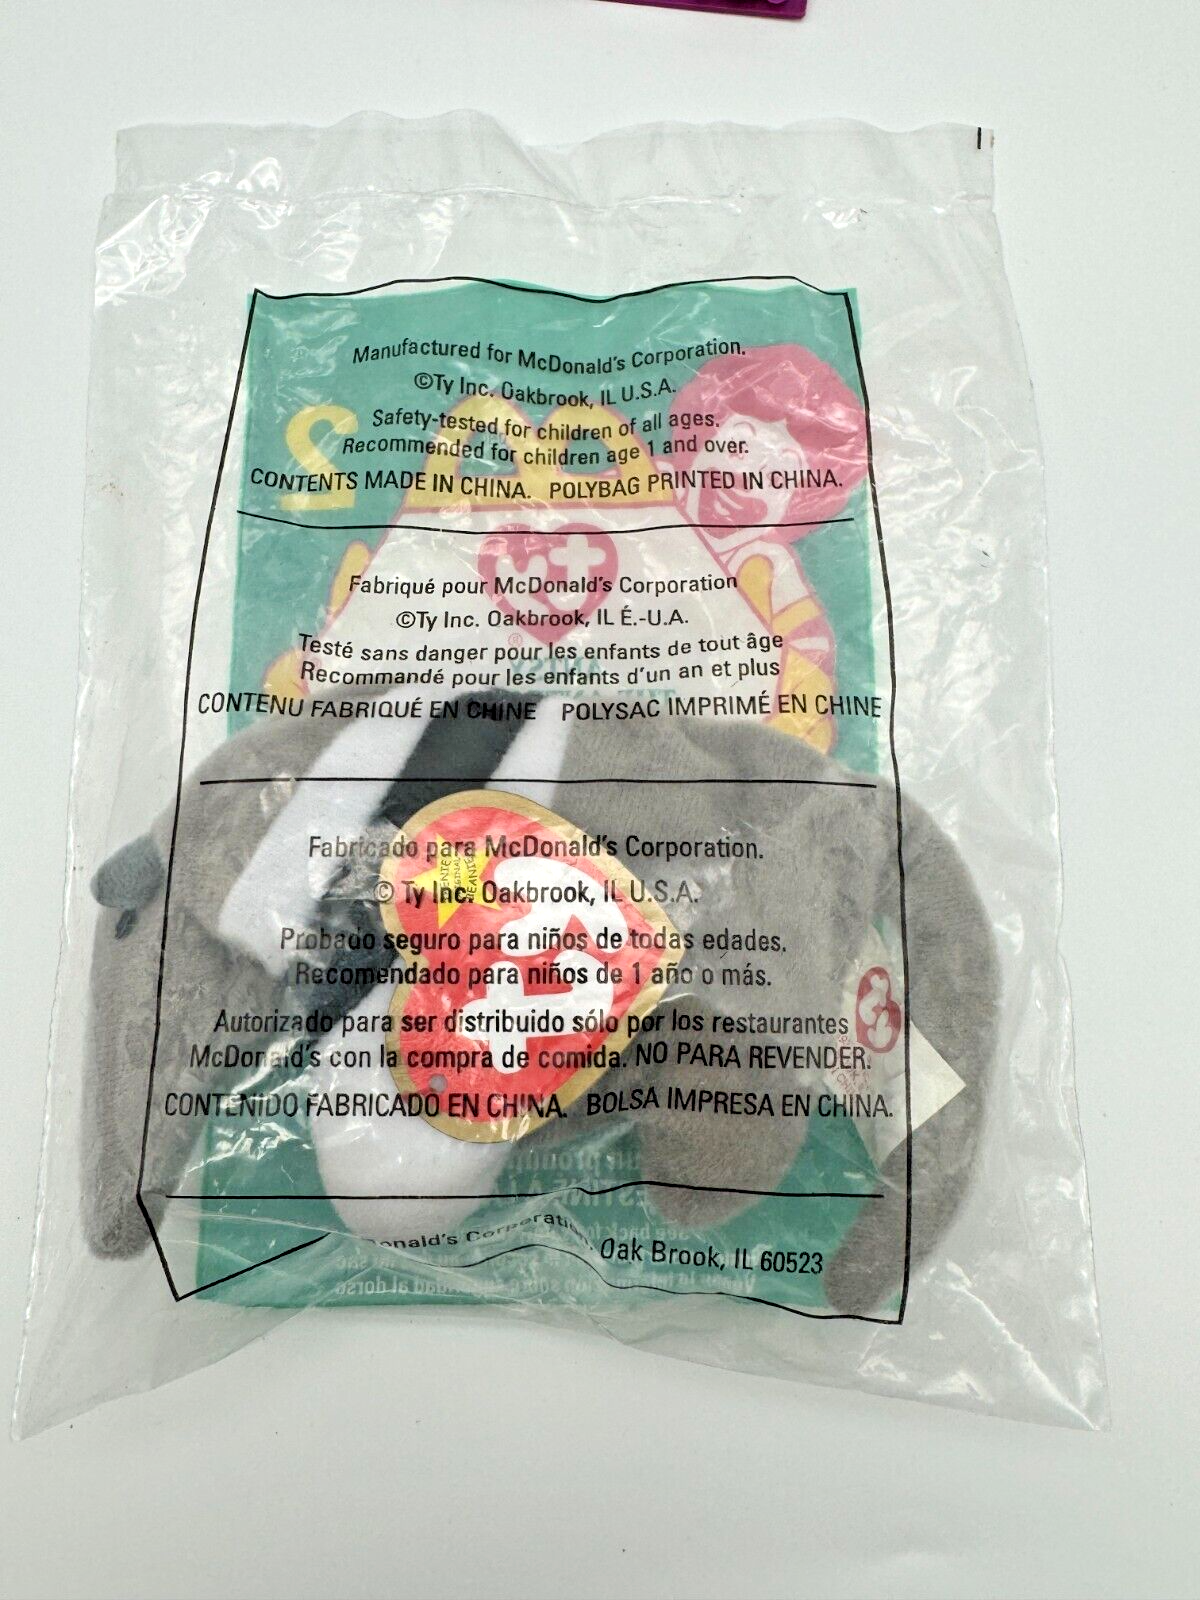 Manufactured for McDonald's Corporation.
©Ty Inc. Oakbrook, IL U.S.A.
Safety-tested for children of all ages.
Recommended for children age 1 and over.
CONTENTS MADE IN CHINA. POLYBAG PRINTED IN CHINA.
2
Fabriqué pour McDonald's Corporation
©Ty Inc. Oakbrook, IL É.-U.A.
Testé sans danger pour les enfants de tout âge
Recommandé pour les enfants d'un an et plus
CONTENU FABRIQUÉ EN CHINE POLYSAC IMPRIMÉ EN CHINE
Fabricado para McDonald's Corporation.
© Ty Inc. Oakbrook, IL U.S.A.
Probado seguro para niños de todas edades.
Recomendado para niños de 1 año o más.
Autorizado para ser distribuido sólo por los restaurantes
McDonald's con la compra de comida. NO PARA REVENDER.
CONTENIDO FABRICADO EN CHINA. BOLSA IMPRESA EN CHINA.
ty
Corporation, Oak Brook, IL 60523